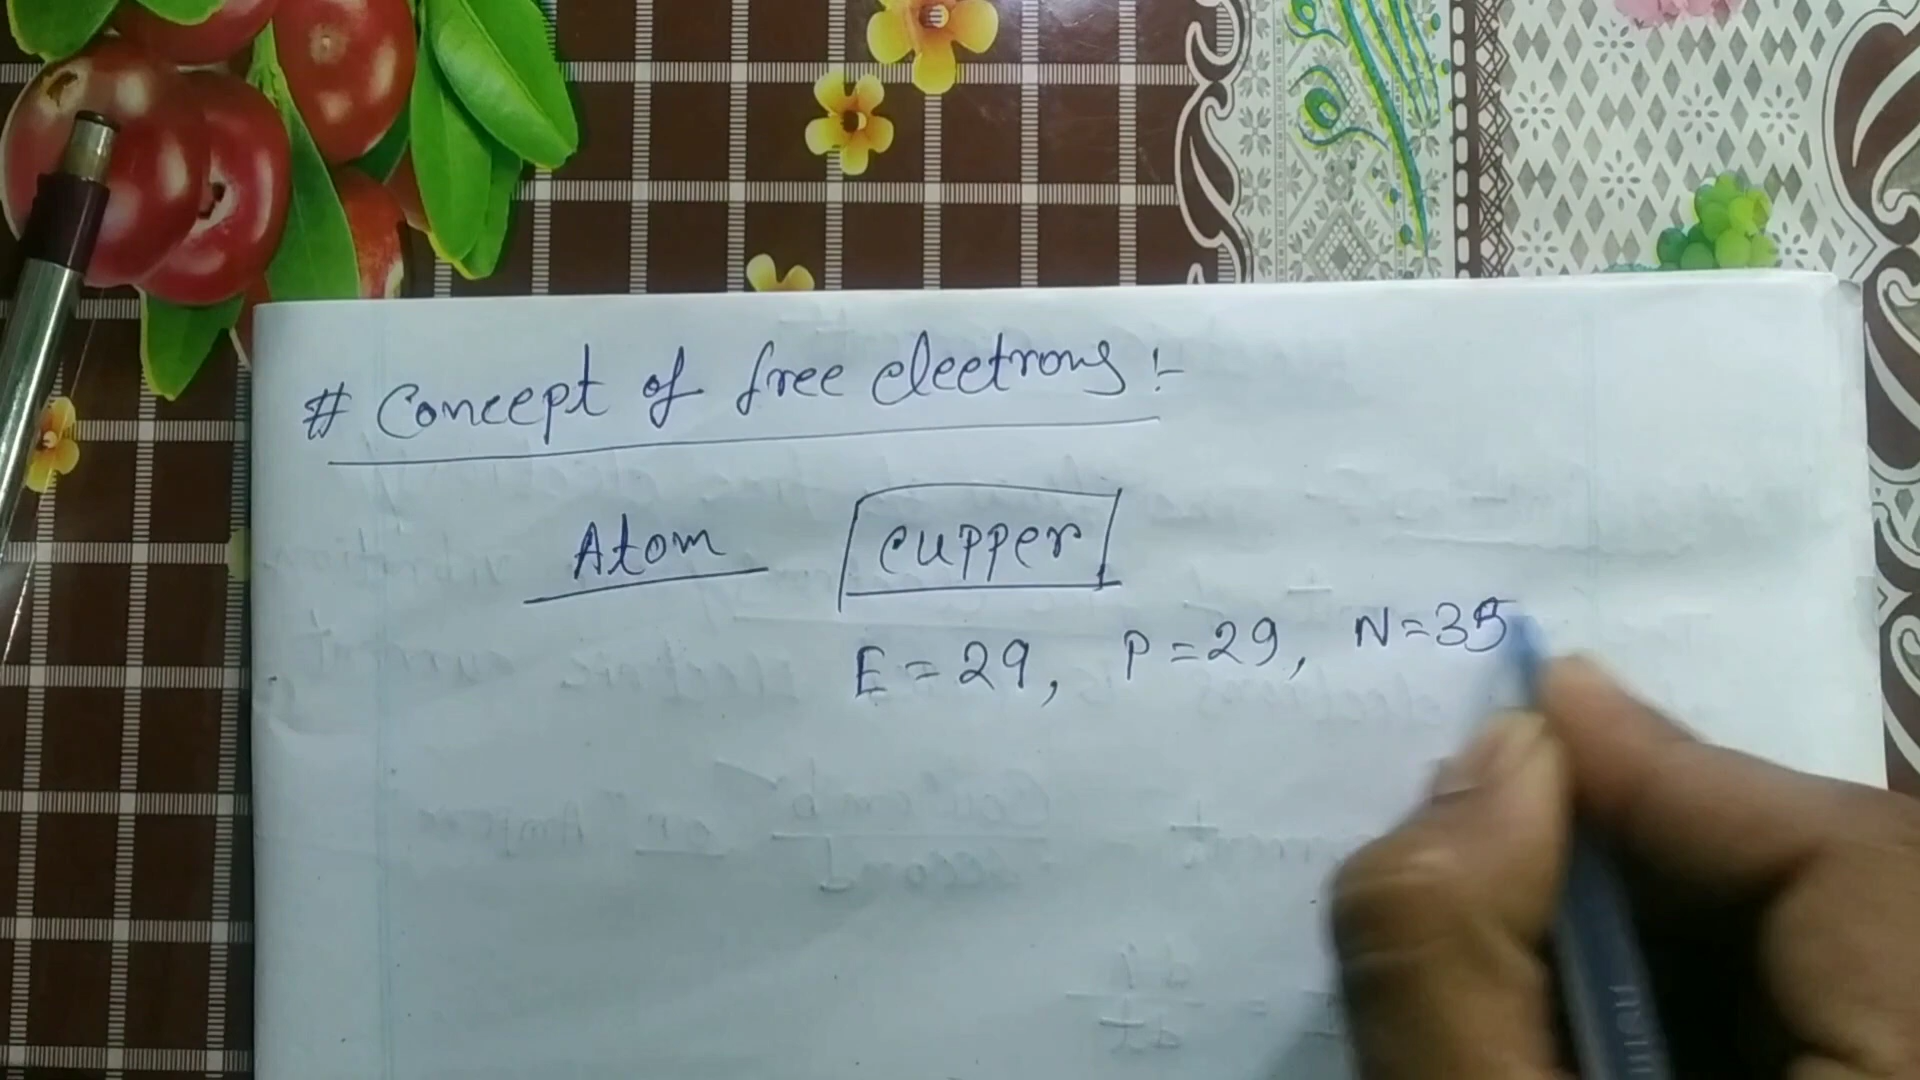 # Concept of free electrons :-
Atom cupper
E = 29, P = 29, N = 35